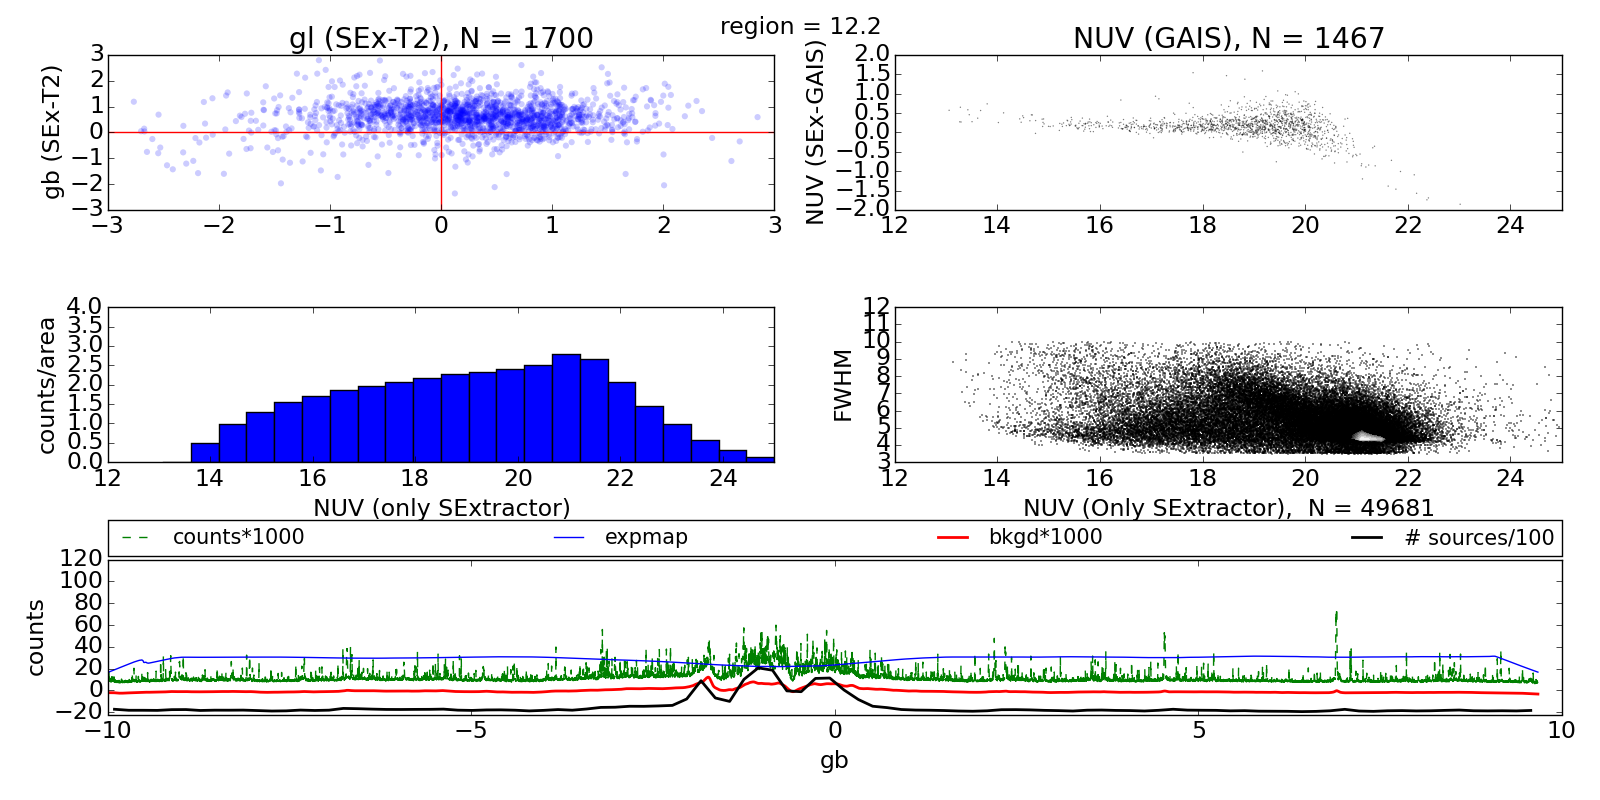 region = 12.2
gl (SEx-T2), N = 1700
gb (SEx-T2)
3
2
1
0
−1
−2
−3
−3 −2 −1 0 1 2 3
NUV (GAIS), N = 1467
NUV (SEx-GAIS)
2.0
1.5
1.0
0.5
0.0
−0.5
−1.0
−1.5
−2.0
12 14 16 18 20 22 24
counts/area
4.0
3.5
3.0
2.5
2.0
1.5
1.0
0.5
0.0
12 14 16 18 20 22 24
NUV (only SExtractor)
FWHM
12
11
10
9
8
7
6
5
4
3
12 14 16 18 20 22 24
NUV (Only SExtractor),  N = 49681
counts*1000 expmap bkgd*1000 # sources/100
counts
120
100
80
60
40
20
0
−20
−10 −5 0 5 10
gb